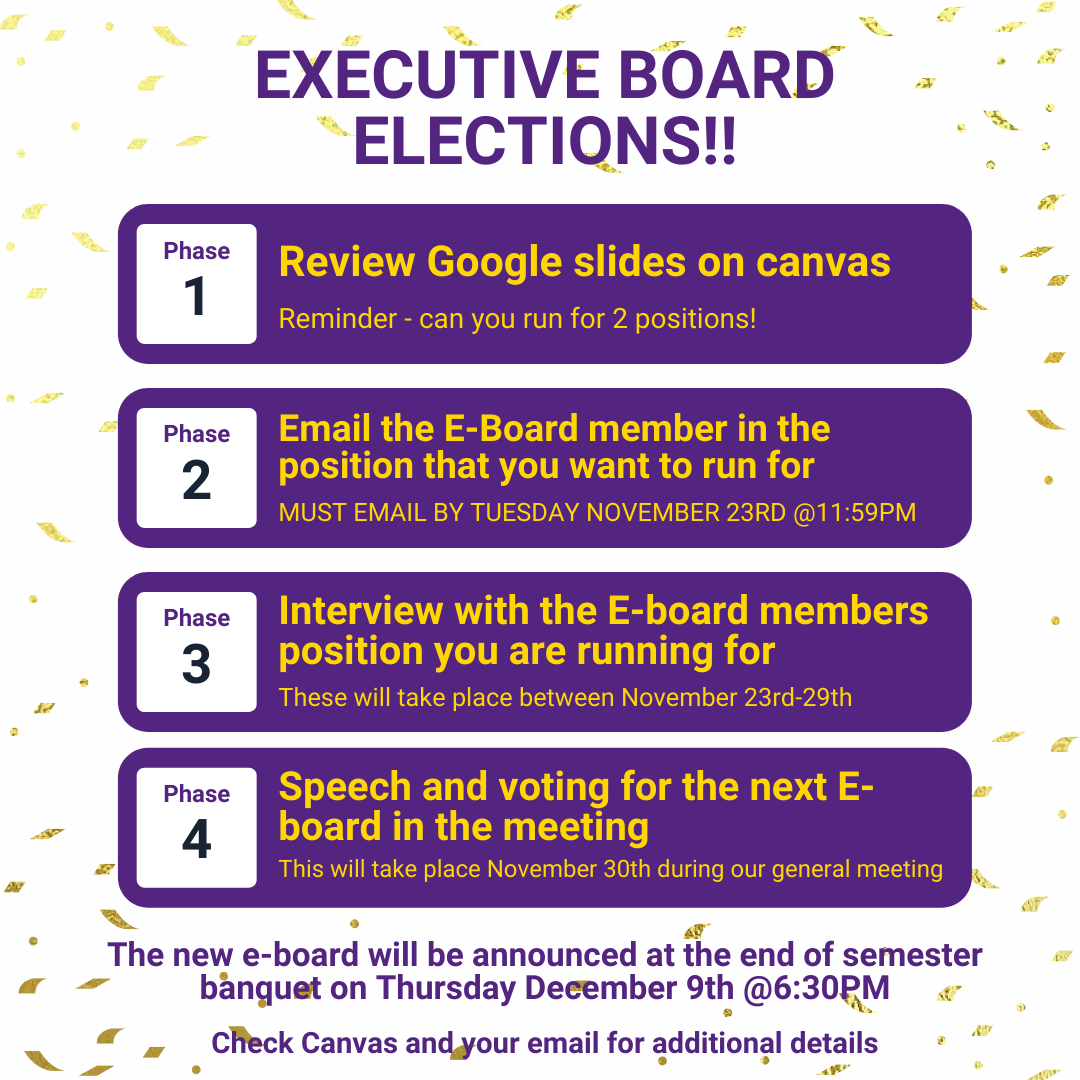 EXECUTIVE BOARD
ELECTIONS!!
Phase
1
Review Google slides on canvas
Reminder - can you run for 2 positions!
Phase
2
Email the E-Board member in the
position that you want to run for
MUST EMAIL BY TUESDAY NOVEMBER 23RD @11:59PM
Phase
3
Interview with the E-board members
position you are running for
These will take place between November 23rd-29th
Phase
4
Speech and voting for the next E-
board in the meeting
This will take place November 30th during our general meeting
The new e-board will be announced at the end of semester
banquet on Thursday December 9th @6:30PM
Check Canvas and your email for additional details